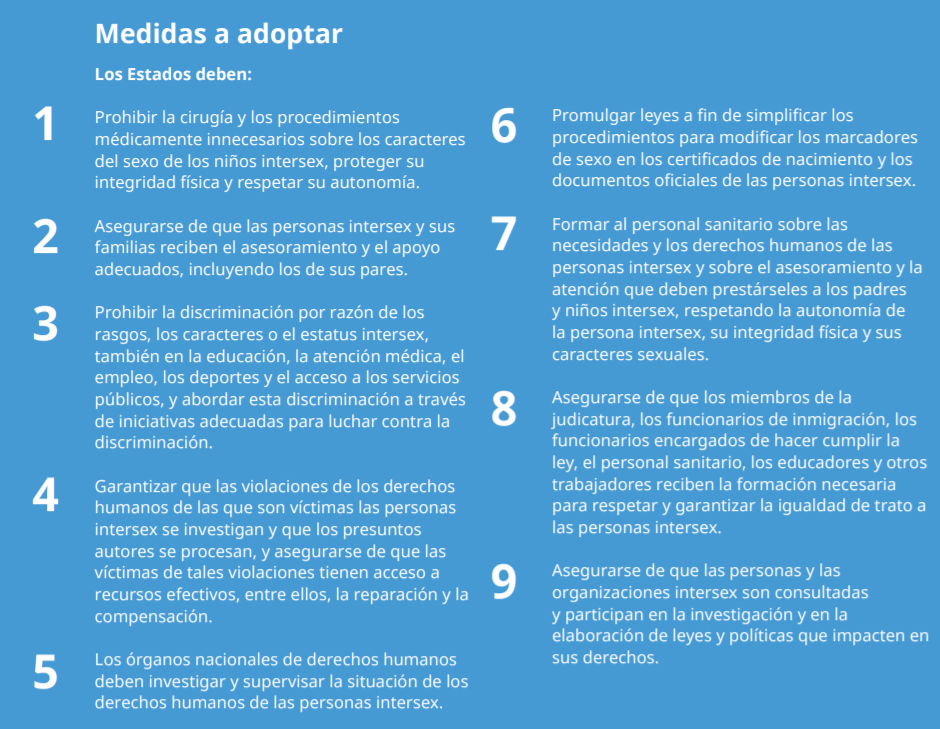 Medidas a adoptar
Los Estados deben:
1
Prohibir la cirugía y los procedimientos
médicamente innecesarios sobre los caracteres
del sexo de los niños intersex, proteger su
integridad física y respetar su autonomía.
2
Asegurarse de que las personas intersex y sus
familias reciben el asesoramiento y el apoyo
adecuados, incluyendo los de sus pares.
3
Prohibir la discriminación por razón de los
rasgos, los caracteres o el estatus intersex,
también en la educación, la atención médica, el
empleo, los deportes y el acceso a los servicios
públicos, y abordar esta discriminación a través
de iniciativas adecuadas para luchar contra la
discriminación.
4
Garantizar que las violaciones de los derechos
humanos de las que son víctimas las personas
intersex se investigan y que los presuntos
autores se procesan, y asegurarse de que las
víctimas de tales violaciones tienen acceso a
recursos efectivos, entre ellos, la reparación y la
compensación.
5
Los órganos nacionales de derechos humanos
deben investigar y supervisar la situación de los
derechos humanos de las personas intersex.
6
Promulgar leyes a fin de simplificar los
procedimientos para modificar los marcadores
de sexo en los certificados de nacimiento y los
documentos oficiales de las personas intersex.
7
Formar al personal sanitario sobre las
necesidades y los derechos humanos de las
personas intersex y sobre el asesoramiento y la
atención que deben prestárseles a los padres
y niños intersex, respetando la autonomía de
la persona intersex, su integridad física y sus
caracteres sexuales.
8
Asegurarse de que los miembros de la
judicatura, los funcionarios de inmigración, los
funcionarios encargados de hacer cumplir la
ley, el personal sanitario, los educadores y otros
trabajadores reciben la formación necesaria
para respetar y garantizar la igualdad de trato a
las personas intersex.
9
Asegurarse de que las personas y las
organizaciones intersex son consultadas
y participan en la investigación y en la
elaboración de leyes y políticas que impacten en
sus derechos.